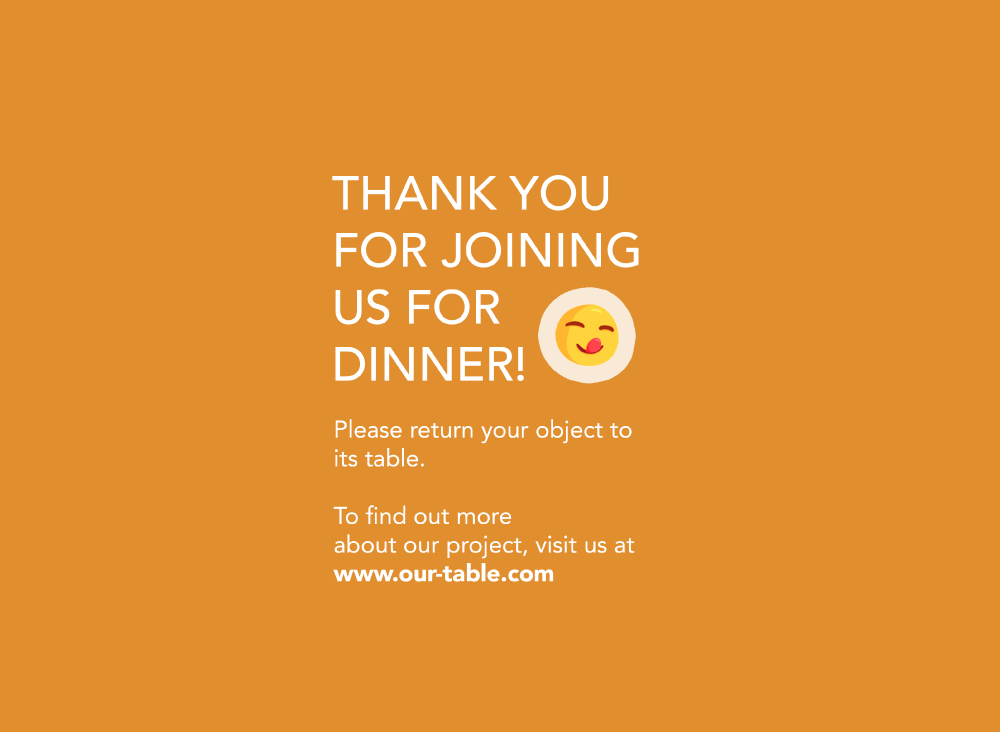 THANK YOU
FOR JOINING
US FOR
DINNER!
Please return your object to
its table.
To find out more
about our project, visit us at
www.our-table.com